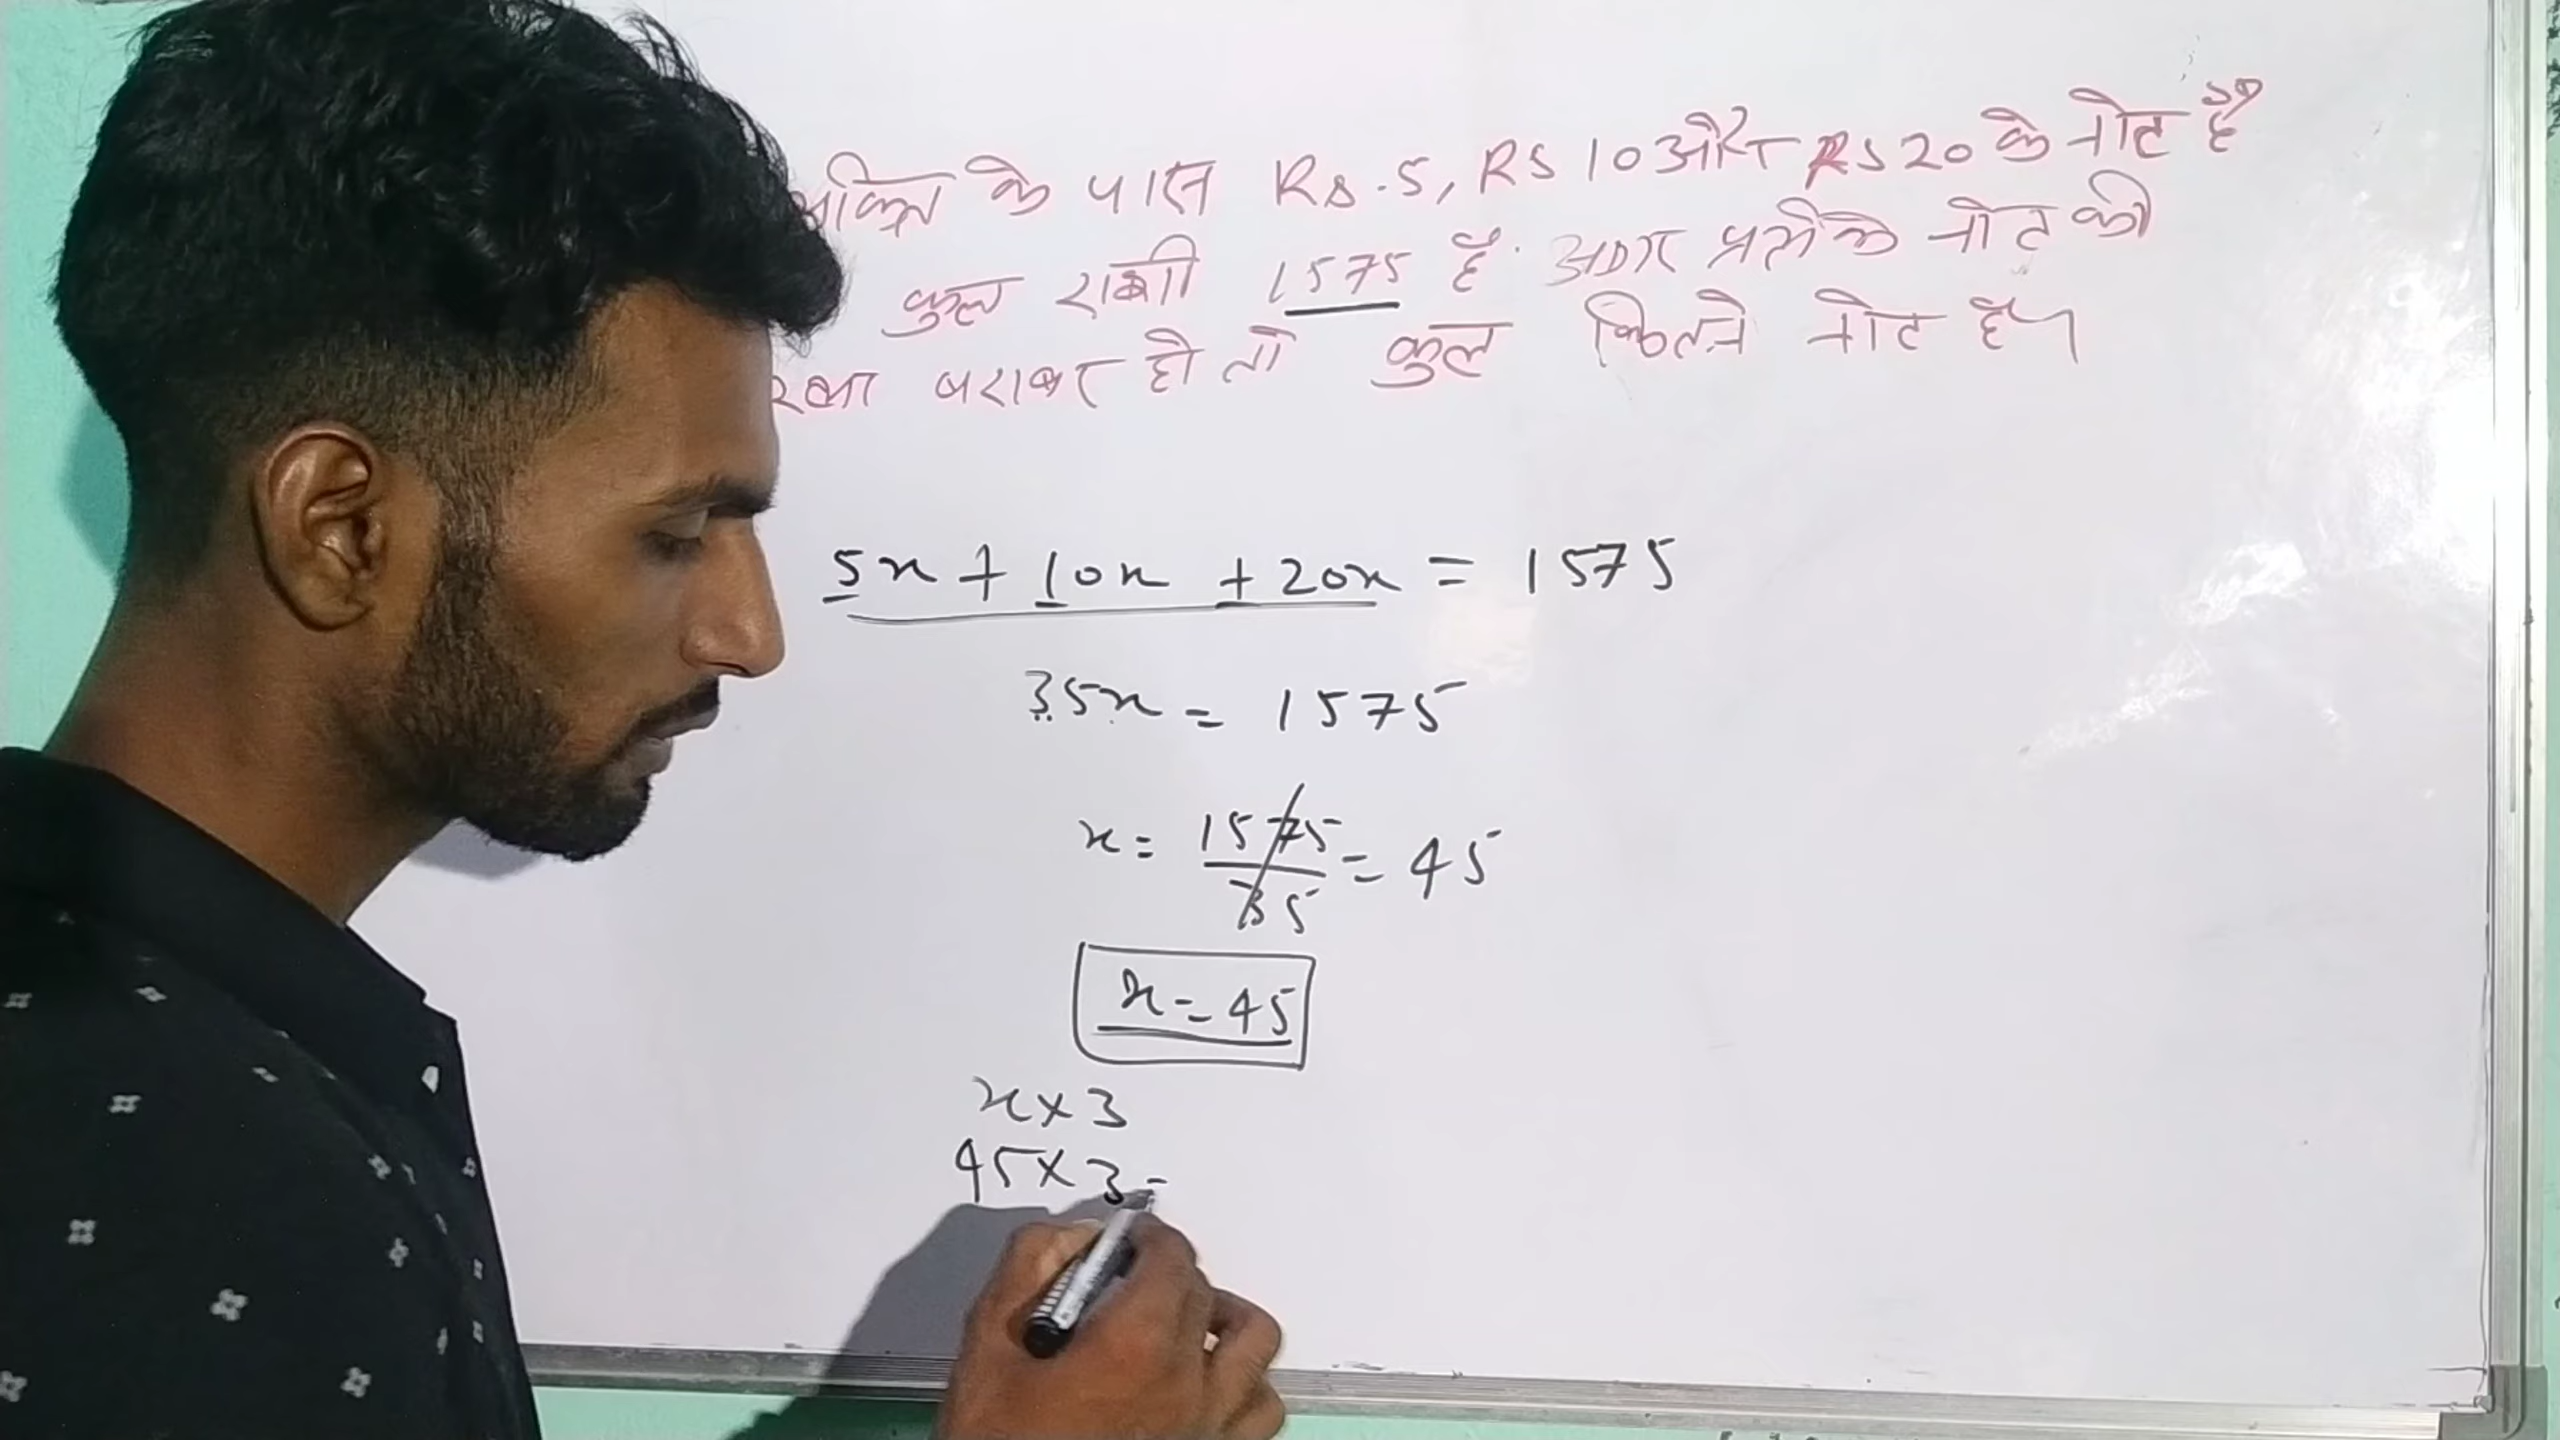 के पास Rs.5, RS 10 और RS 20 के नोट है
कुल राशी 1575 है. अगर प्रत्येक नोट की
बराबर हो तो कुल कितने नोट है
5x + 10x + 20x = 1575
35x = 1575
x = 1575/35 = 45
x = 45
x×3
45×3=